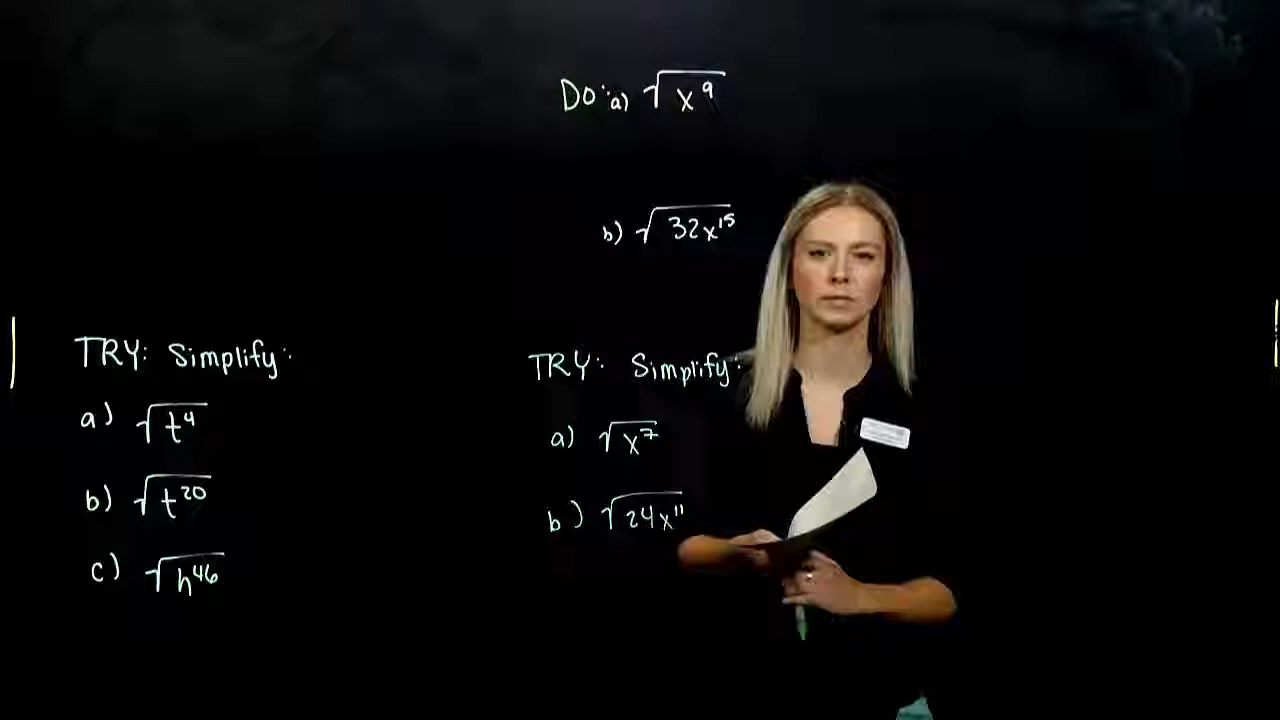 Do: a) √x⁹
b) √32x¹⁵
TRY: Simplify:
a) √t⁴
b) √t²⁰
c) √h⁴⁶
TRY: Simplify:
a) √x⁷
b) √24x¹¹